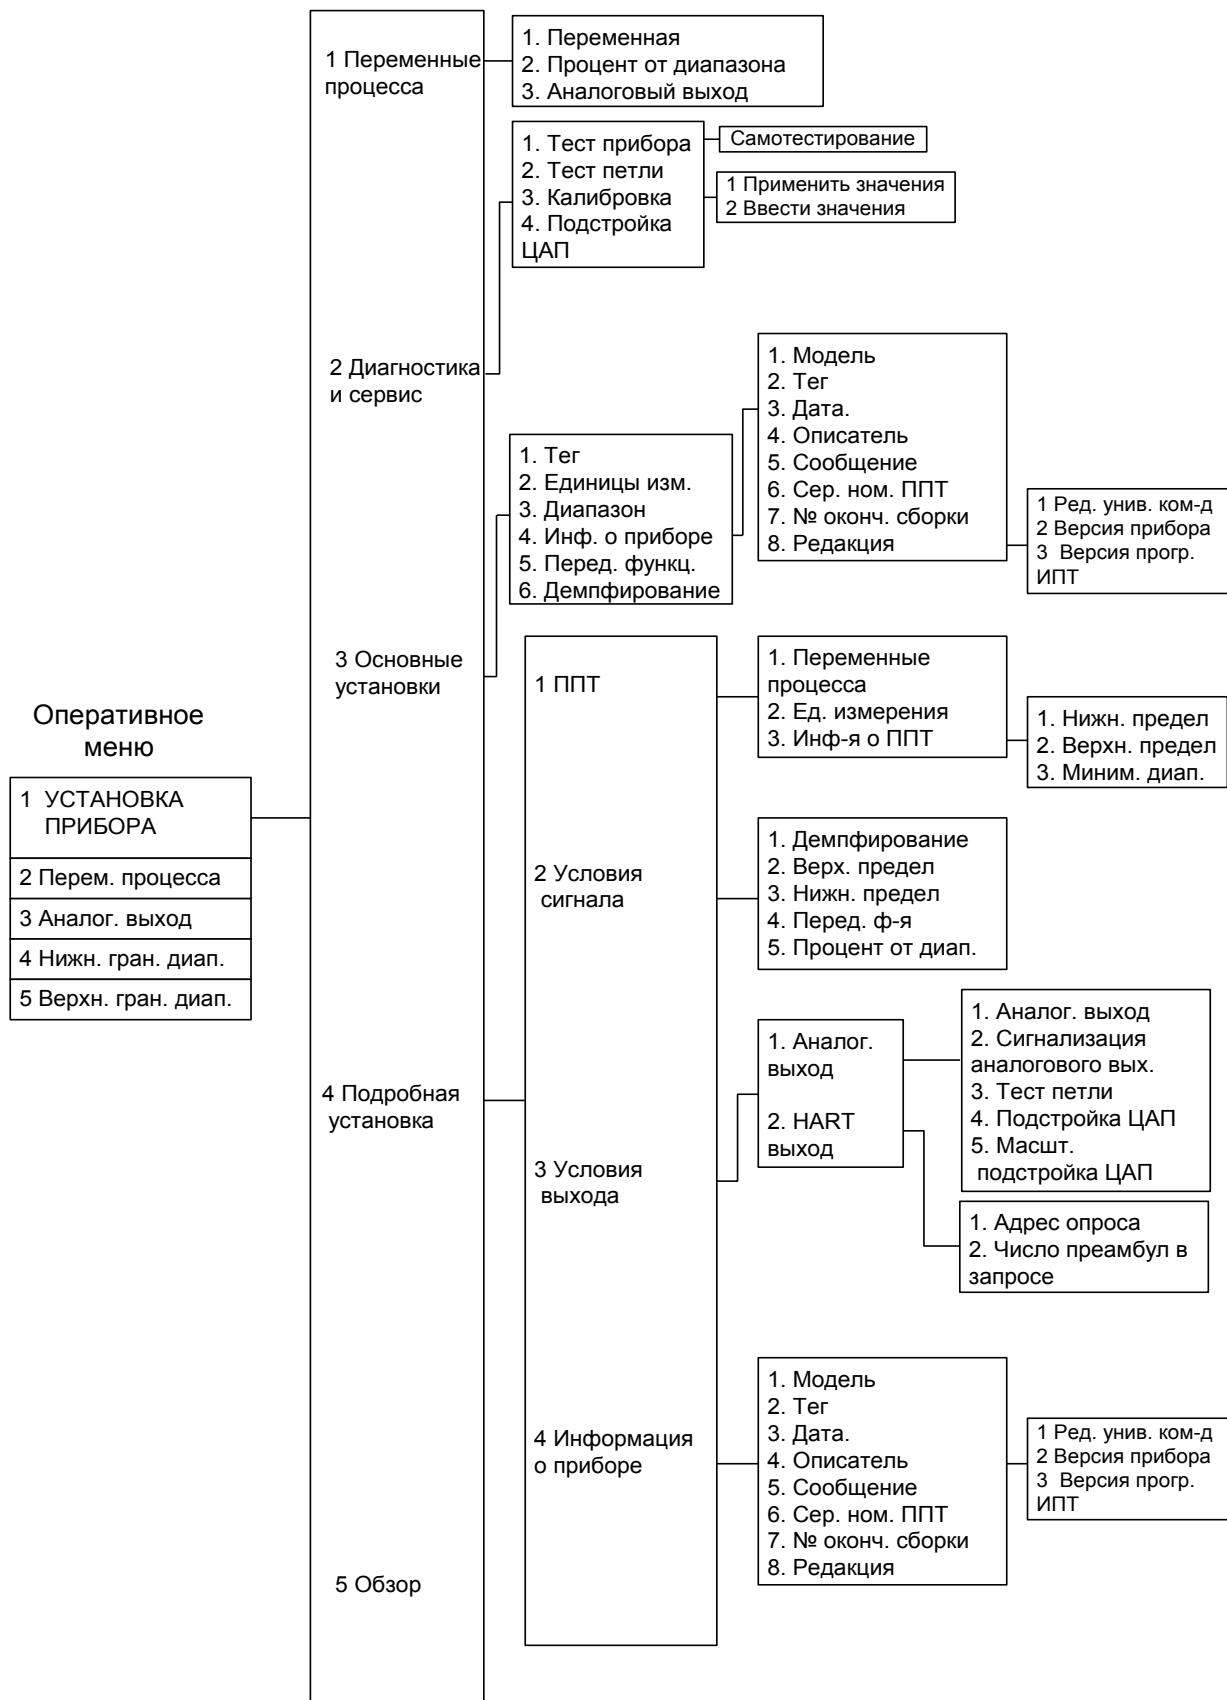 Оперативное
меню
1 УСТАНОВКА
ПРИБОРА
2 Перем. процесса
3 Аналог. выход
4 Нижн. гран. диап.
5 Верхн. гран. диап.
1 Переменные
процесса
1. Переменная
2. Процент от диапазона
3. Аналоговый выход
2 Диагностика
и сервис
1. Тест прибора
2. Тест петли
3. Калибровка
4. Подстройка
ЦАП
Самотестирование
1 Применить значения
2 Ввести значения
3 Основные
установки
1. Тег
2. Единицы изм.
3. Диапазон
4. Инф. о приборе
5. Перед. функц.
6. Демпфирование
1. Модель
2. Тег
3. Дата.
4. Описатель
5. Сообщение
6. Сер. ном. ППТ
7. № оконч. сборки
8. Редакция
1 Ред. унив. ком-д
2 Версия прибора
3 Версия прогр.
ИПТ
4 Подробная
установка
1 ППТ
1. Переменные
процесса
2. Ед. измерения
3. Инф-я о ППТ
1. Нижн. предел
2. Верхн. предел
3. Миним. диап.
2 Условия
сигнала
1. Демпфирование
2. Верх. предел
3. Нижн. предел
4. Перед. ф-я
5. Процент от диап.
3 Условия
выхода
1. Аналог.
выход
2. HART
выход
1. Аналог. выход
2. Сигнализация
аналогового вых.
3. Тест петли
4. Подстройка ЦАП
5. Масшт.
подстройка ЦАП
1. Адрес опроса
2. Число преамбул в
запросе
4 Информация
о приборе
1. Модель
2. Тег
3. Дата.
4. Описатель
5. Сообщение
6. Сер. ном. ППТ
7. № оконч. сборки
8. Редакция
1 Ред. унив. ком-д
2 Версия прибора
3 Версия прогр.
ИПТ
5 Обзор